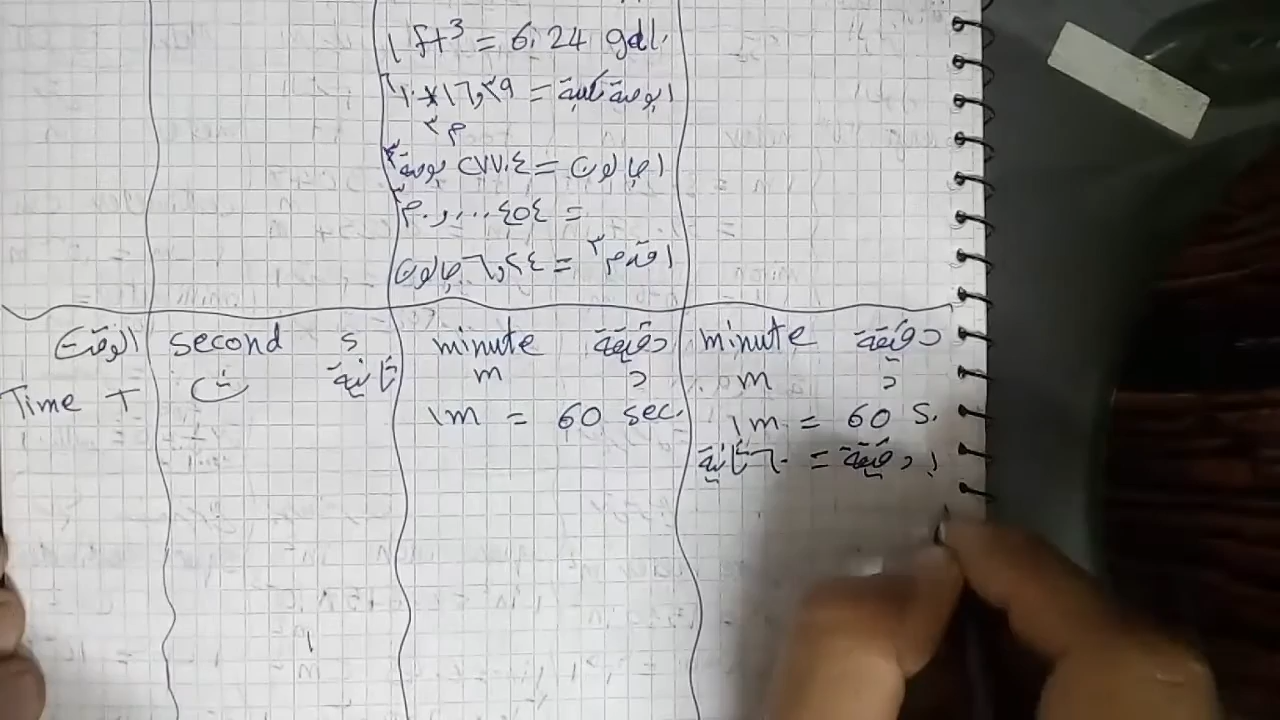 1 ft³ = 6.24 gal.
١ بوصة مكعبة = ١٦,٣٩ × ١٠^-٦
م٣
١ جالون = ٢٧٧.٤ بوصة٣
= ٠,٠٠٠٠٤٥٤ م٣
١ قدم٣ = ٦,٢٤ جالون
الوقت
Time T
second s
ث ثانية
minute دقيقة
m د
1m = 60 sec.
minute دقيقة
m د
1m = 60 s.
١ دقيقة = ٦٠ ثانية